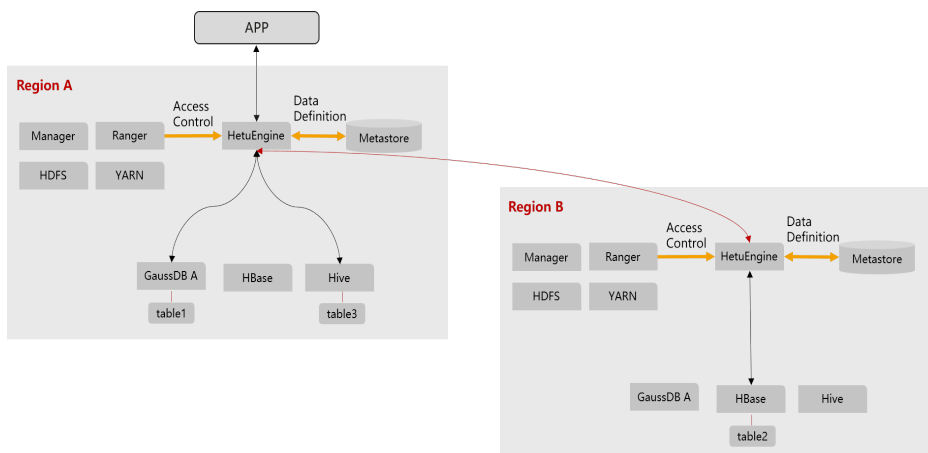 APP
Region A
Access
Control
Data
Definition
Manager
Ranger
HetuEngine
Metastore
HDFS
YARN
GaussDB A
HBase
Hive
table1
table3
Region B
Access
Control
Data
Definition
Manager
Ranger
HetuEngine
Metastore
HDFS
YARN
GaussDB A
HBase
Hive
table2